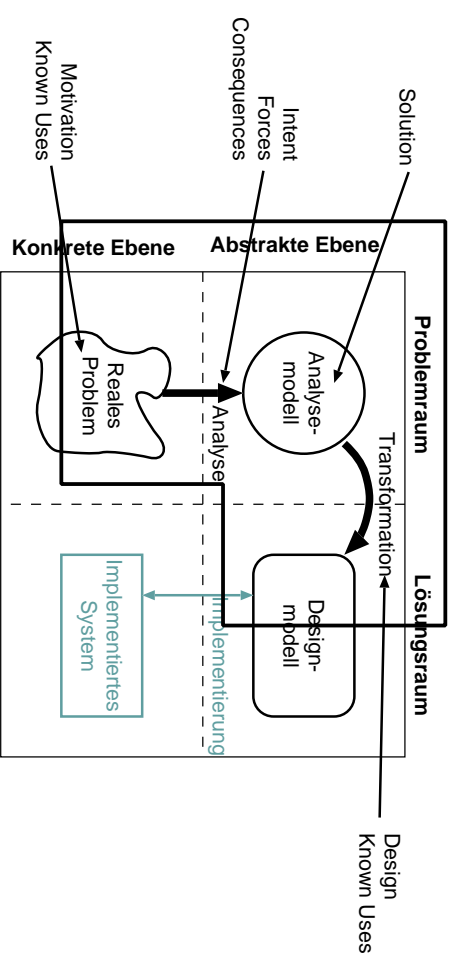 Problemraum
Lösungsraum
Abstrakte Ebene
Konkrete Ebene
Solution
Intent
Forces
Consequences
Motivation
Known Uses
Analyse-
modell
Transformation
Design-
modell
Analyse
Implementierung
Reales
Problem
Implementiertes
System
Design
Known Uses